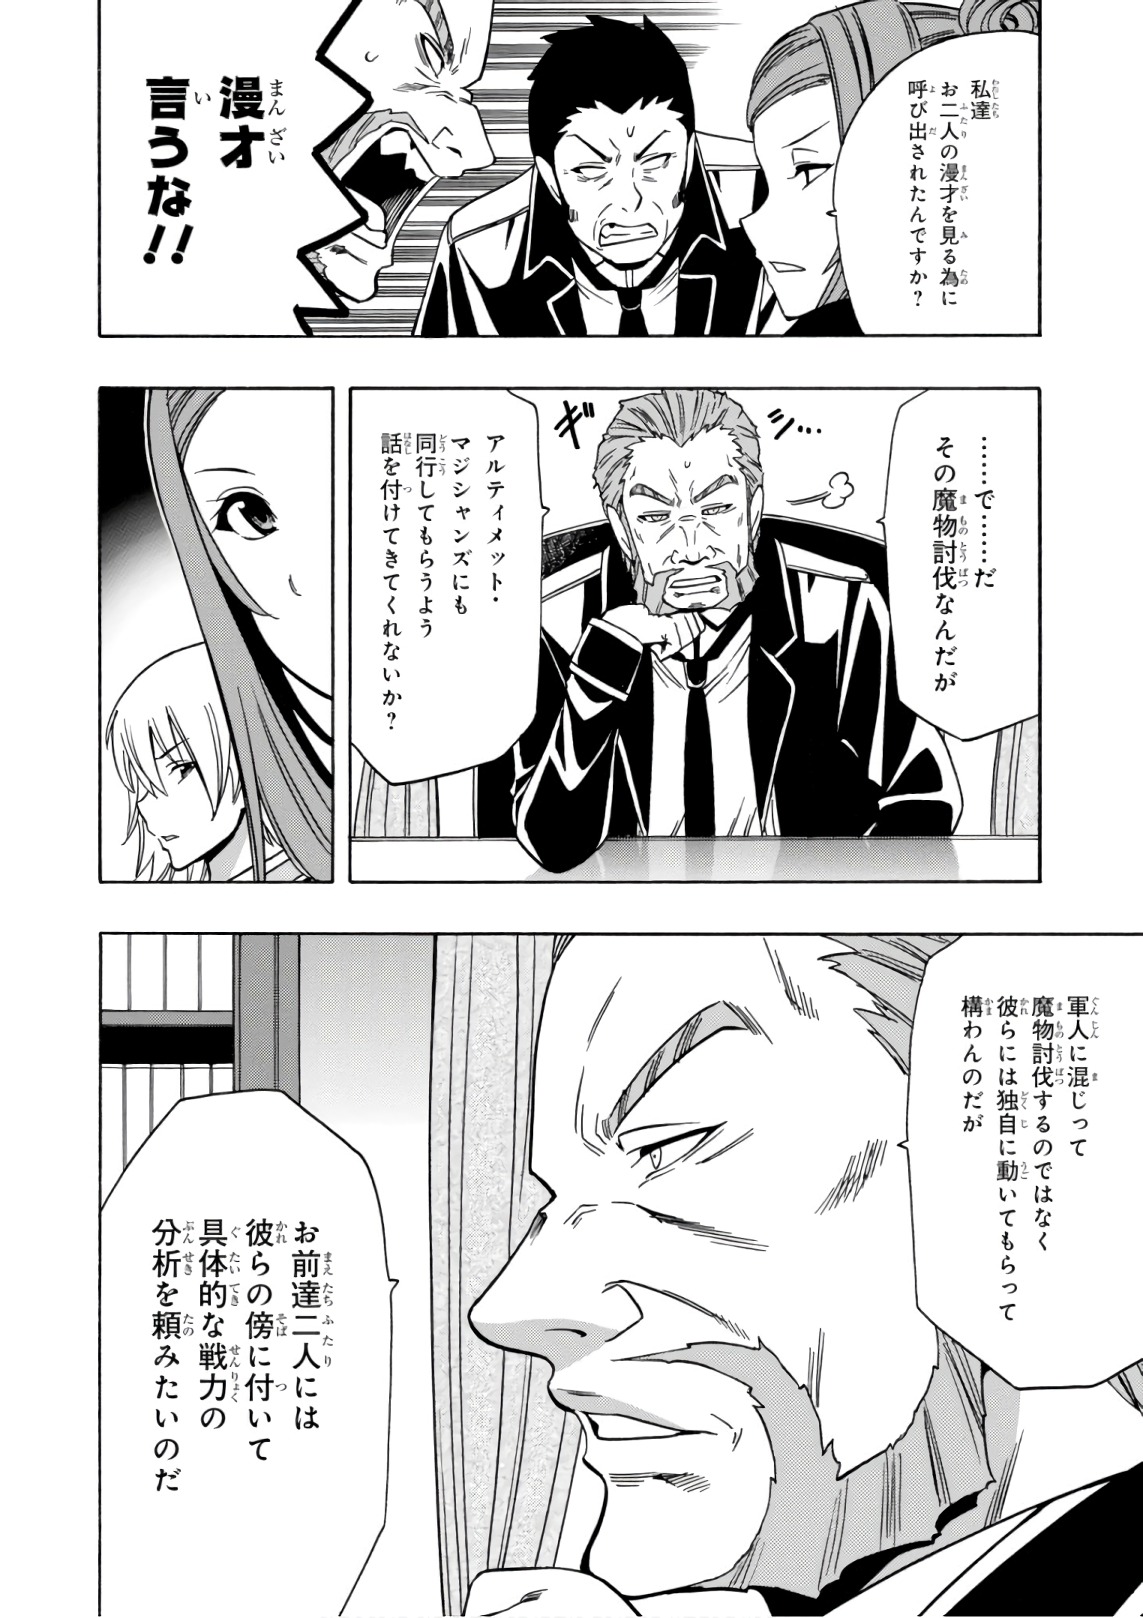 私達
お二人の漫才を見る為に
呼び出されたんですか?
漫才
言うな!!
……で……だ
その魔物討伐なんだが
シ…
ギ
アルティメット・
マジシャンズにも
同行してもらうよう
話を付けてきてくれないか?
軍人に混じって
魔物討伐するのではなく
彼らには独自に動いてもらって
構わんのだが
お前達二人には
彼らの傍に付いて
具体的な戦力の
分析を頼みたいのだ